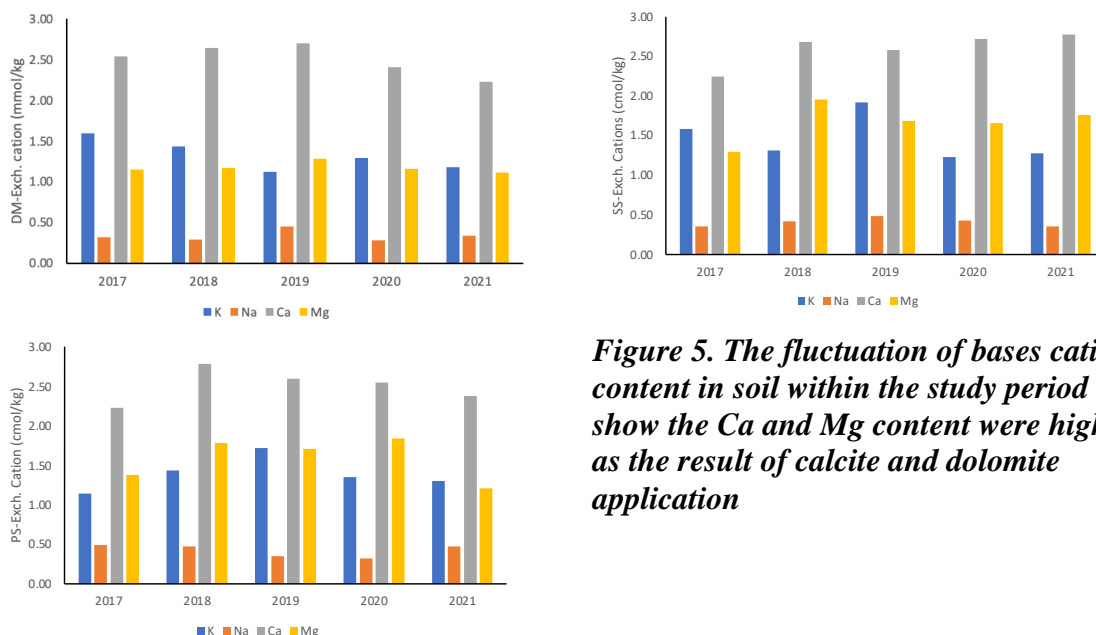 3.00
2.50
2.00
1.50
1.00
0.50
0.00
DM-Exch. cation (mmol/kg
2017 2018 2019 2020 2021
K Na Ca Mg
3.00
2.50
2.00
1.50
1.00
0.50
0.00
SS-Exch. Cations (cmol/kg)
2017 2018 2019 2020 2021
K Na Ca Mg
3.00
2.50
2.00
1.50
1.00
0.50
0.00
PS-Exch. Cation (cmol/kg)
2017 2018 2019 2020 2021
K Na Ca Mg
Figure 5. The fluctuation of bases cati
content in soil within the study period
show the Ca and Mg content were high
as the result of calcite and dolomite
application